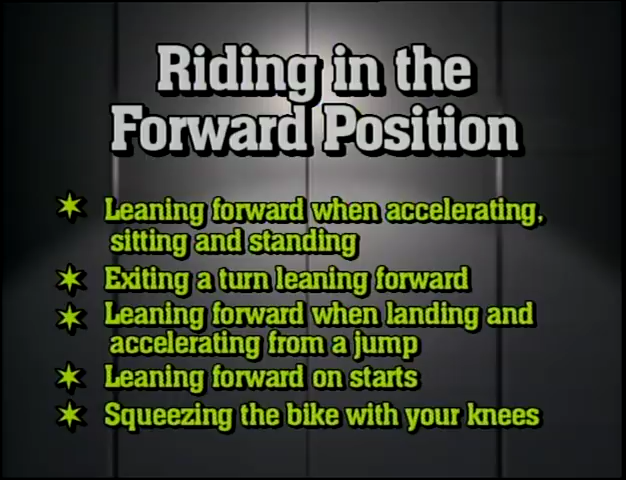 Riding in the
Forward Position
Leaning forward when accelerating,
sitting and standing
Exiting a turn leaning forward
Leaning forward when landing and
accelerating from a jump
Leaning forward on starts
Squeezing the bike with your knees